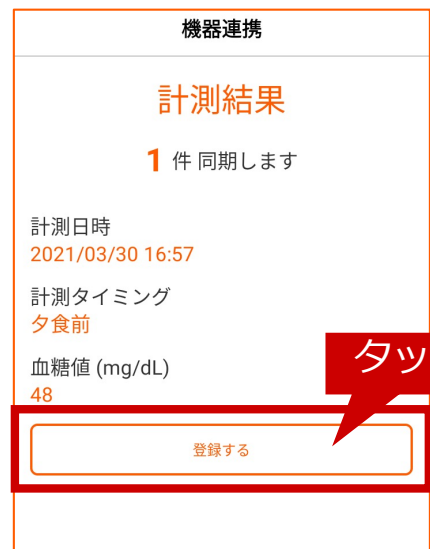 機器連携
計測結果
1 件 同期します
計測日時
2021/03/30 16:57
計測タイミング
夕食前
血糖値 (mg/dL)
48
タッ
登録する